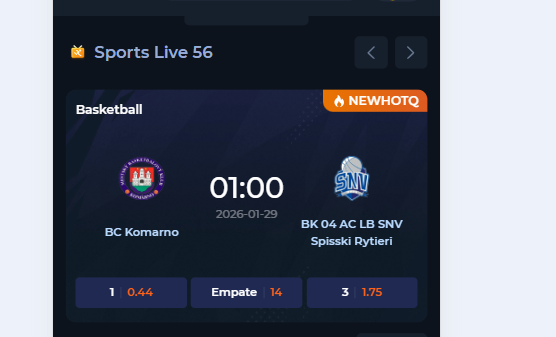 Sports Live 56
NEWHOTQ
Basketball
01:00
2026-01-29
BC Komarno
BK 04 AC LB SNV
Spisski Rytieri
SNV
1 | 0.44
Empate | 14
3 | 1.75